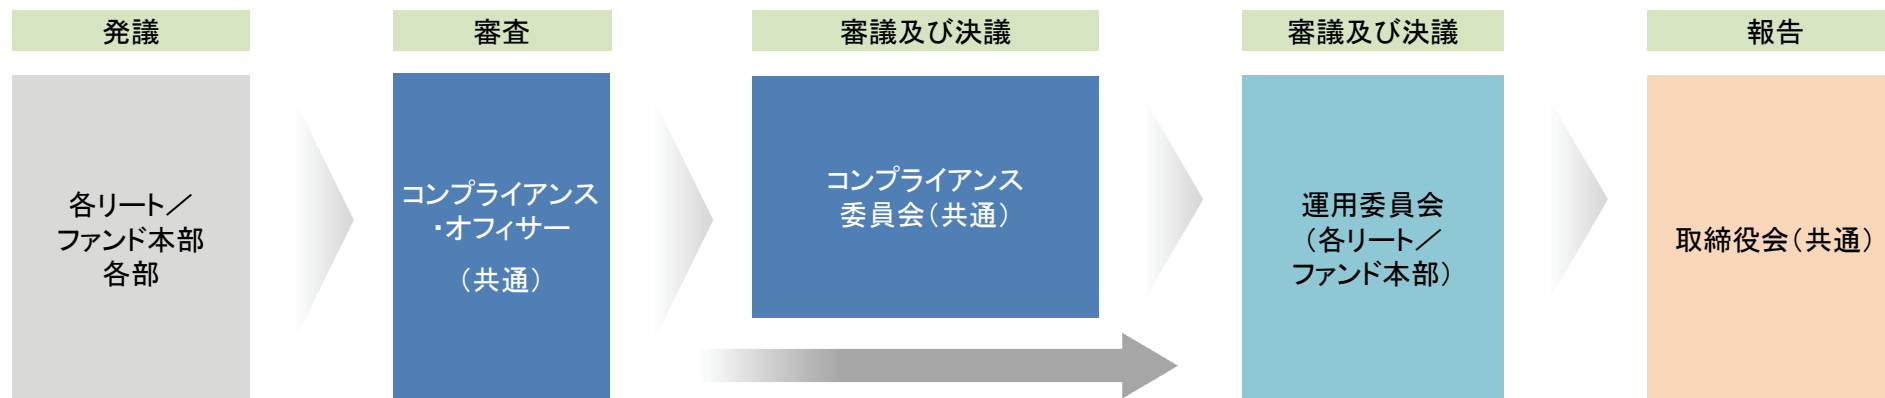 発議
審査
審議及び決議
審議及び決議
報告
各リート／
ファンド本部
各部
コンプライアンス
・オフィサー
（共通）
コンプライアンス
委員会（共通）
運用委員会
（各リート／
ファンド本部）
取締役会（共通）